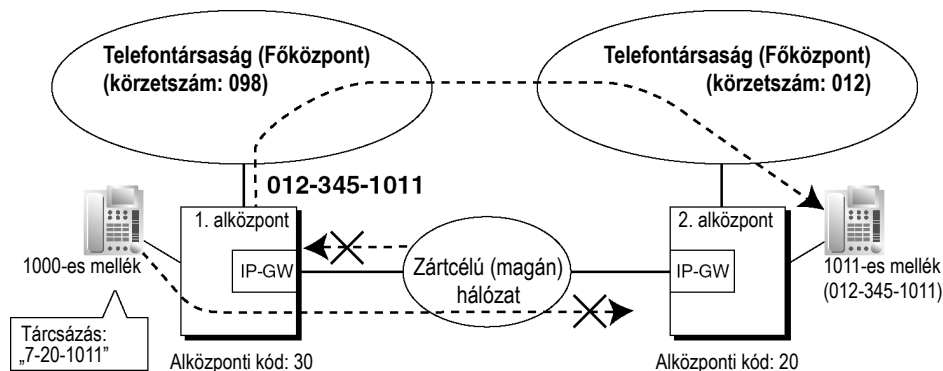 Telefontársaság (Főközpont)
(körzetszám: 098)
Telefontársaság (Főközpont)
(körzetszám: 012)
012-345-1011
1. alközpont
2. alközpont
IP-GW
Zártcélú (magán)
hálózat
IP-GW
1000-es mellék
1011-es mellék
(012-345-1011)
Tárcsázás:
„7-20-1011”
Alközponti kód: 30
Alközponti kód: 20